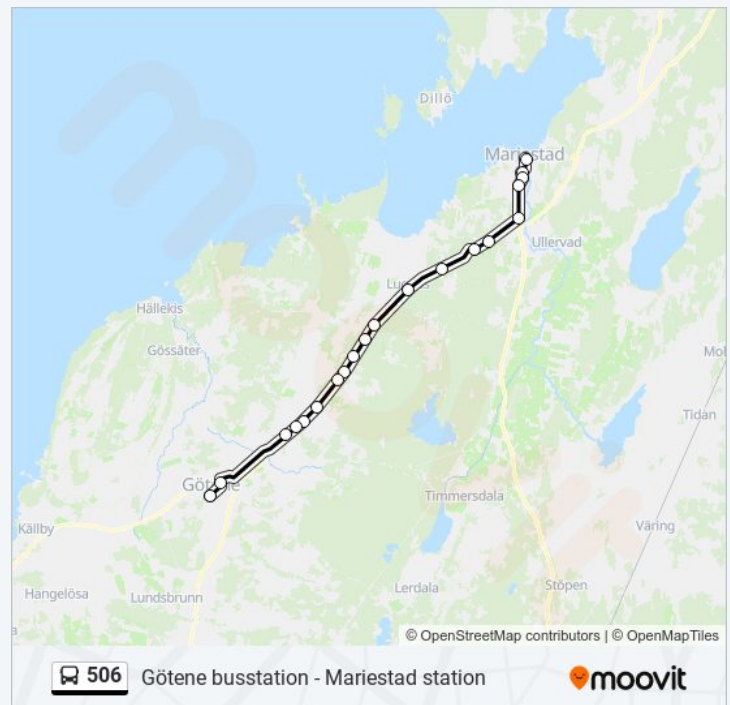 Dillö
Mariestad
Ullervad
Lugnås
Hällekis
Gössäter
Tidan
Götene
Timmersdala
Källby
Väring
Hangelösa
Lundsbrunn
Lerdala
Stöpen
© OpenStreetMap contributors | © OpenMapTiles
506
Götene busstation - Mariestad station
moovit